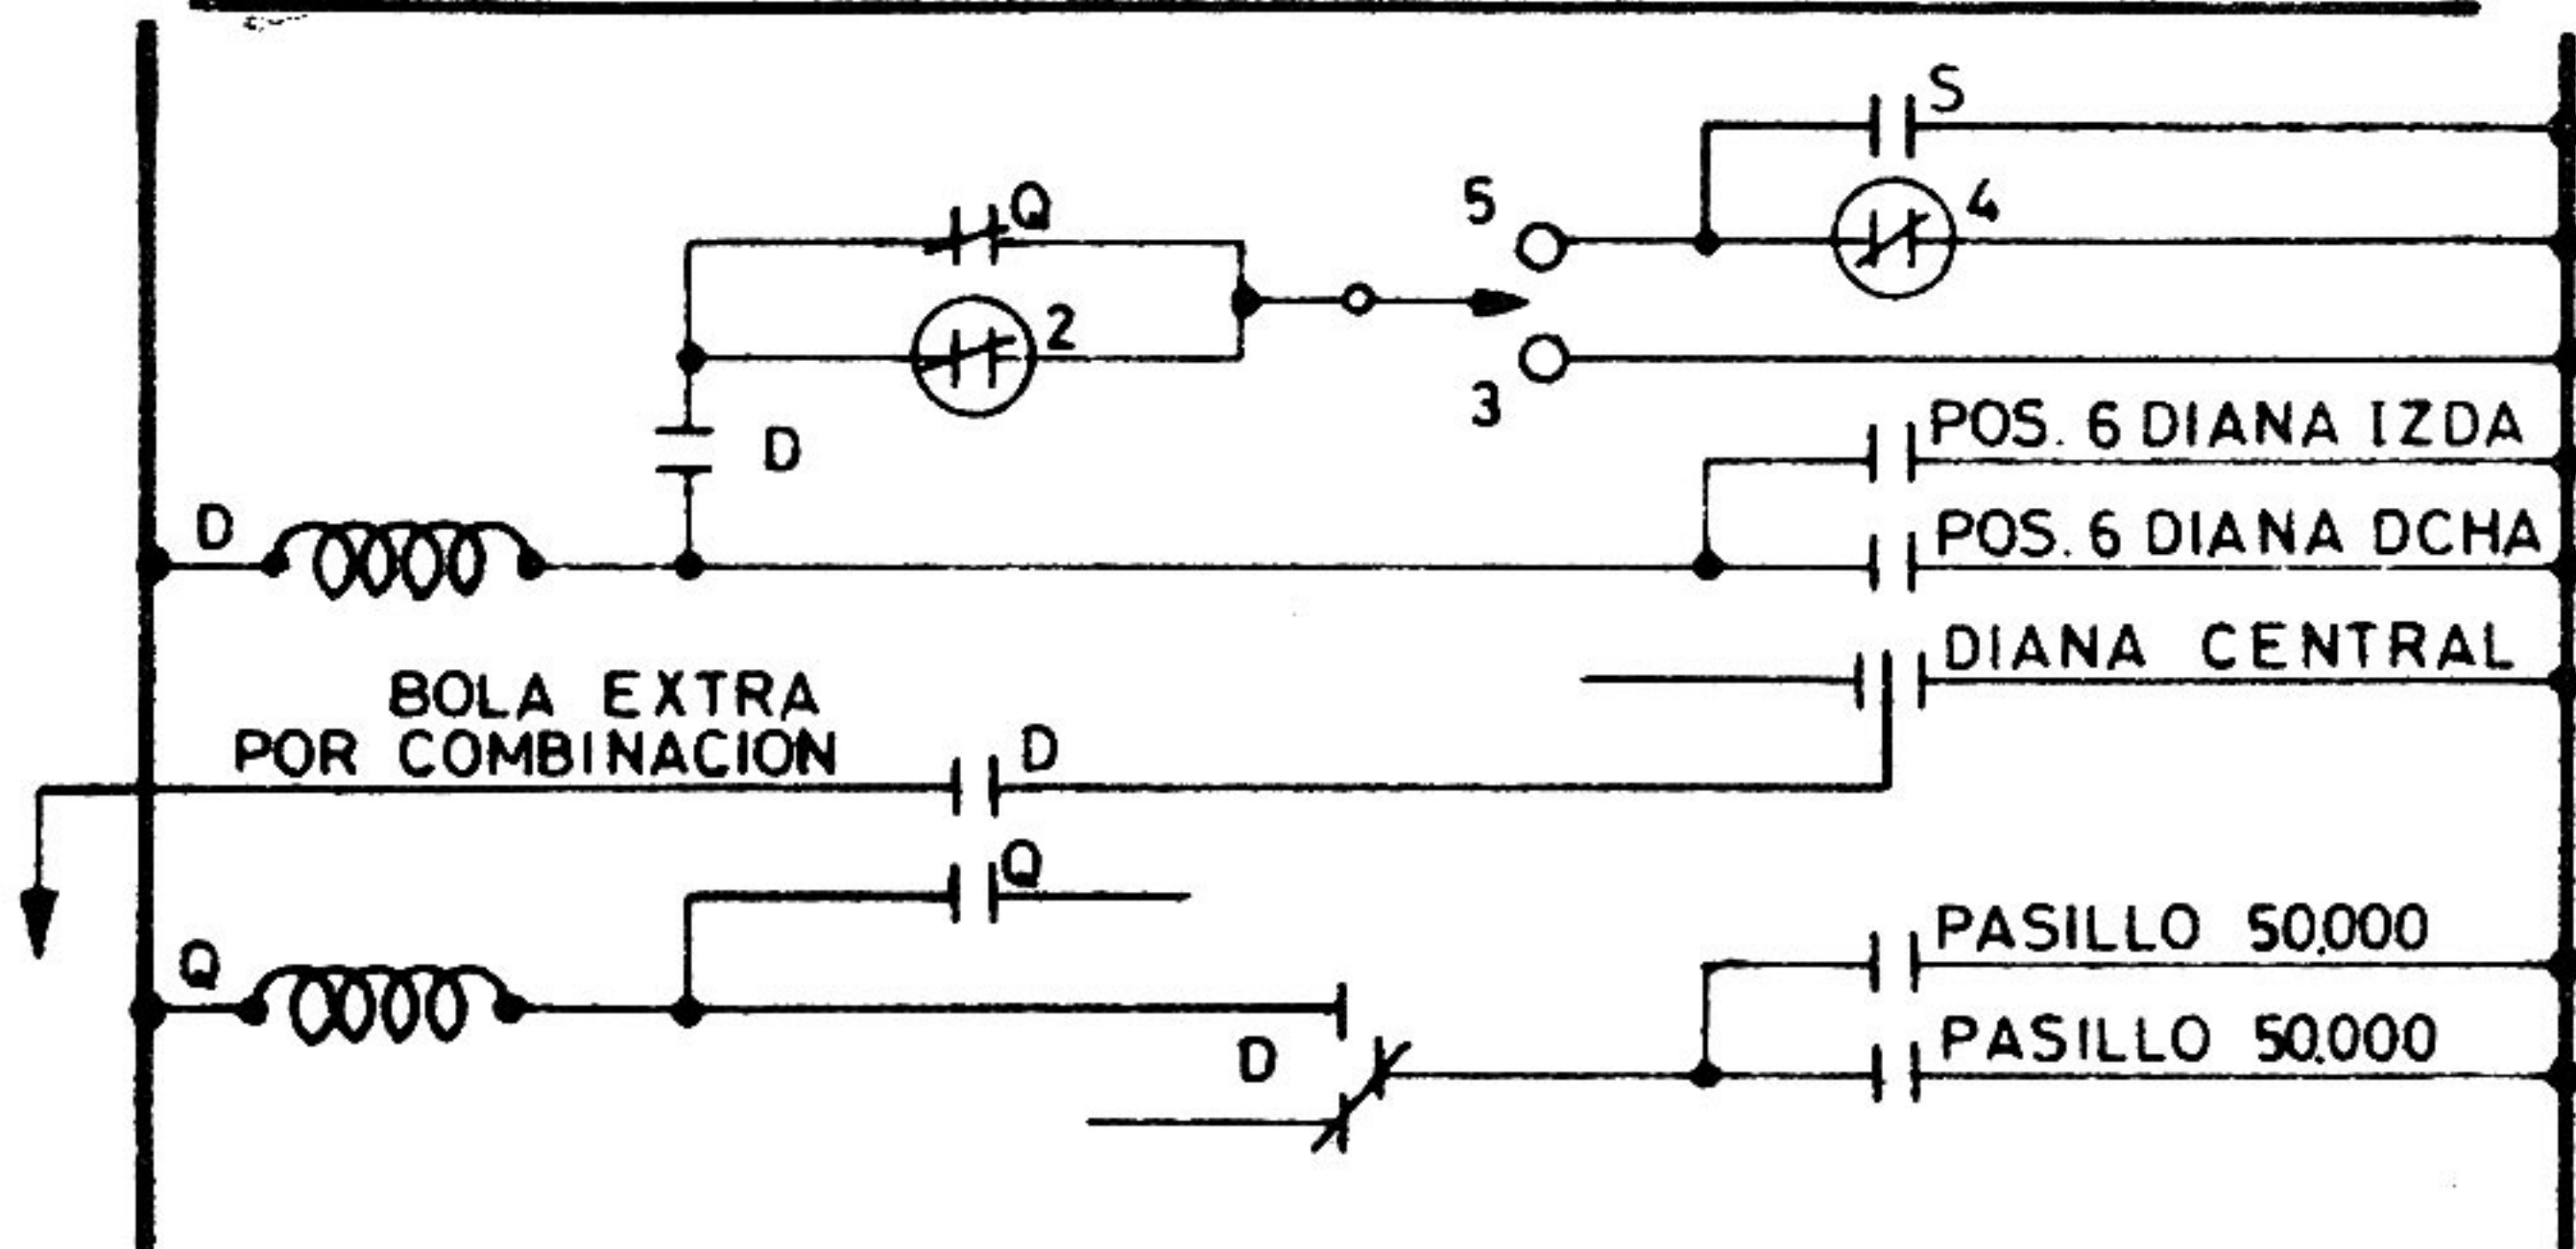 S
Q
5
4
2
3
D
POS. 6 DIANA IZDA
D
POS. 6 DIANA DCHA
DIANA CENTRAL
BOLA EXTRA
POR COMBINACION
D
Q
Q
PASILLO 50.000
D
PASILLO 50.000